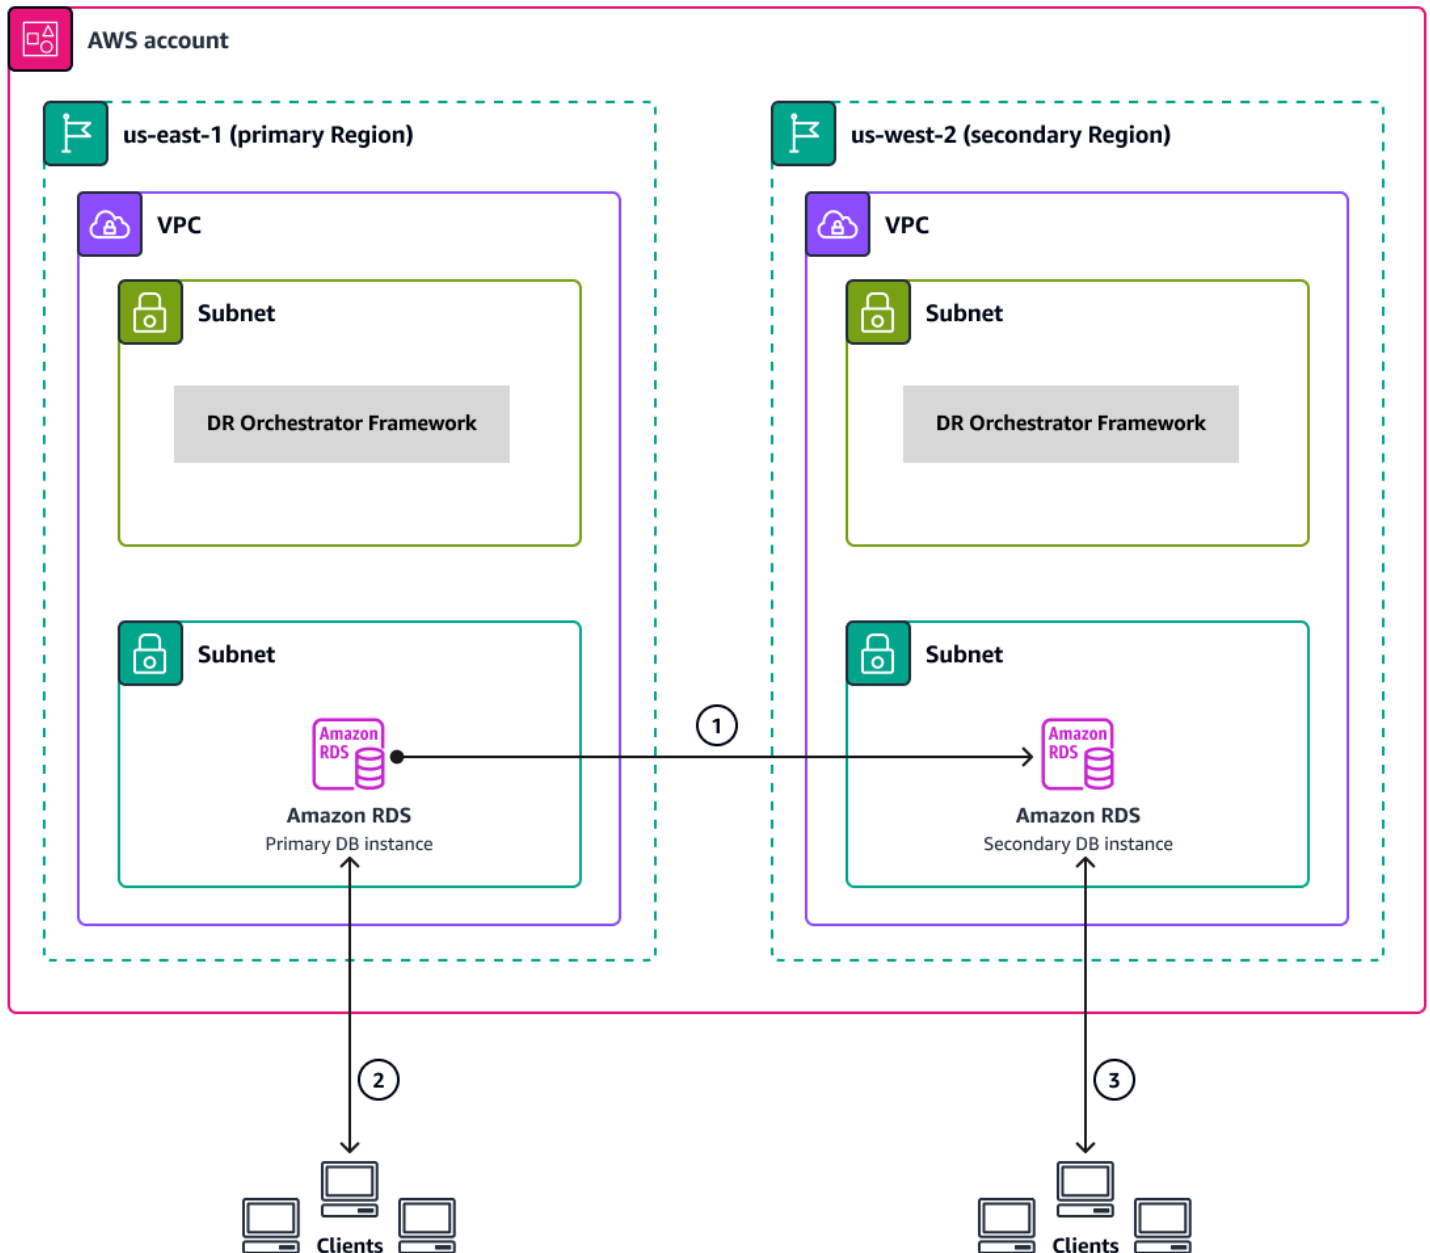 AWS account
us-east-1 (primary Region)
us-west-2 (secondary Region)
VPC
VPC
Subnet
Subnet
DR Orchestrator Framework
DR Orchestrator Framework
Subnet
Subnet
1
Amazon
RDS
Amazon
RDS
Amazon RDS
Primary DB instance
Amazon RDS
Secondary DB instance
2
3
Clients
Clients